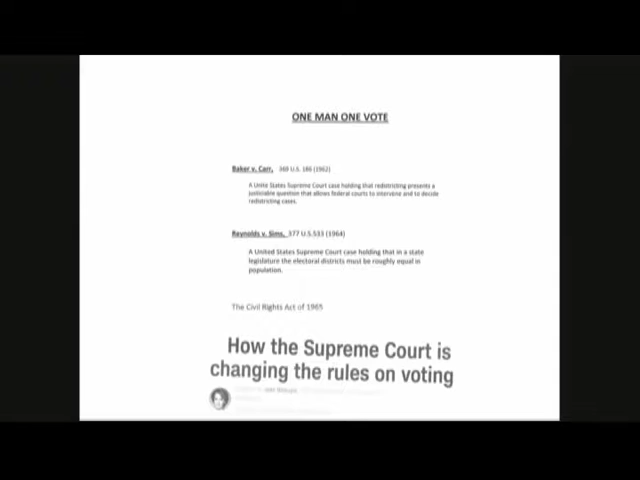 ONE MAN ONE VOTE
Baker v. Carr, 369 U.S. 186 (1962)
A Unite States Supreme Court case holding that redistricting presents a
justiciable question that allows federal courts to intervene and to decide
redistricting cases.
Reynolds v. Sims, 377 U.S.533 (1964)
A United States Supreme Court case holding that in a state
legislature the electoral districts must be roughly equal in
population.
The Civil Rights Act of 1965
How the Supreme Court is
changing the rules on voting